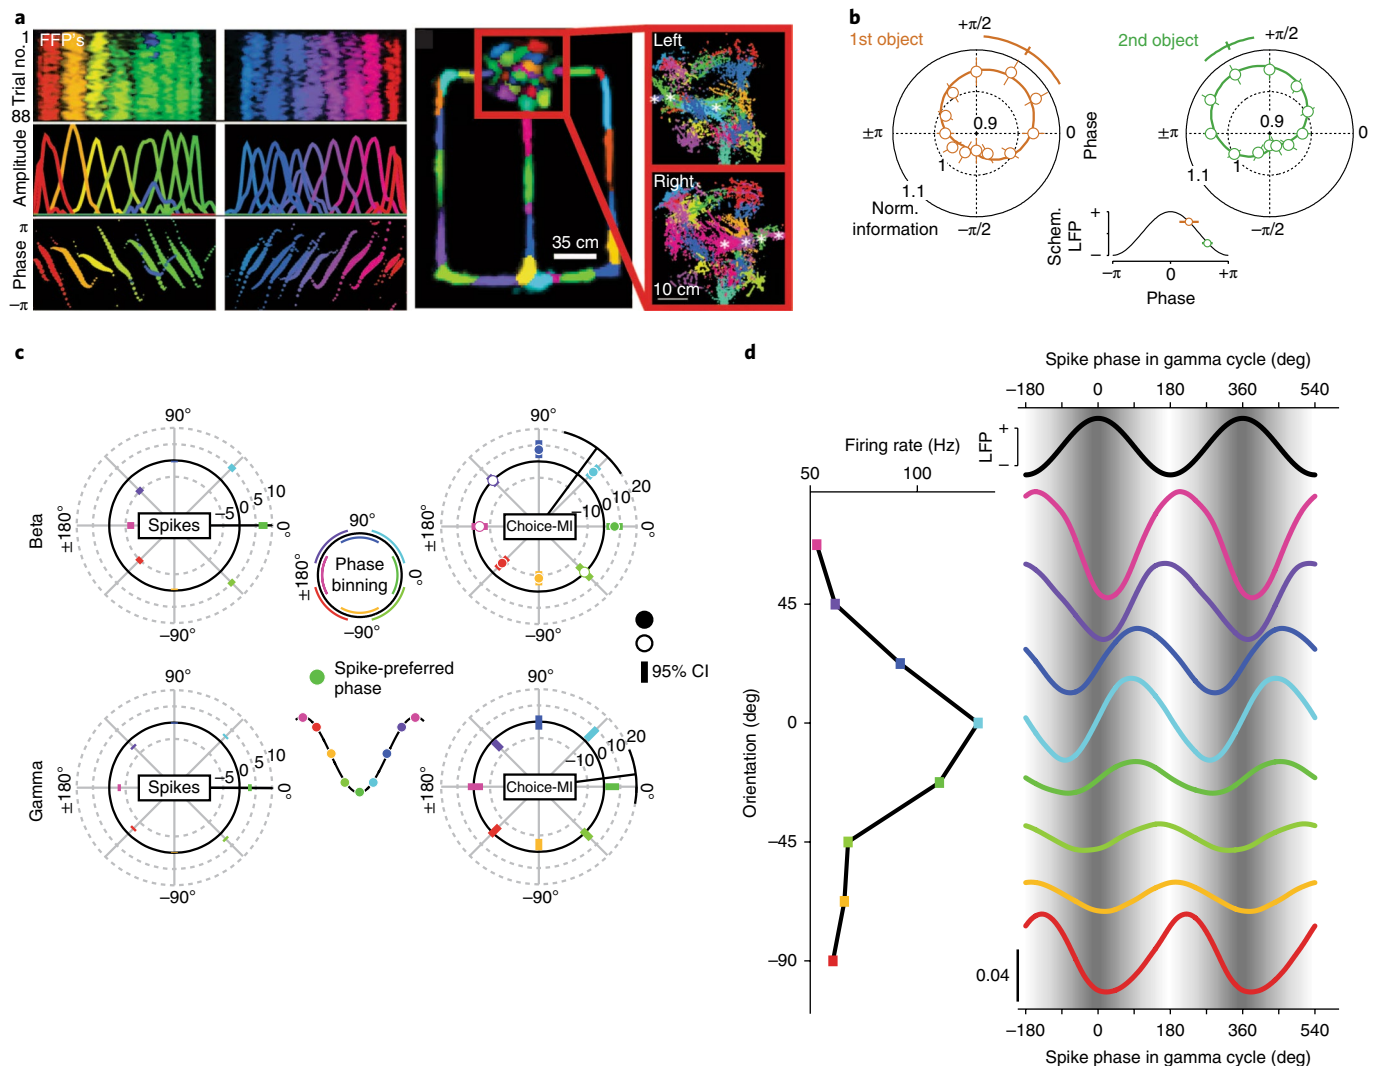 a
FFP's
1
Trial no.
88
Amplitude
π
Phase
–π
35 cm
Left
* * * *
Right
* * * *
10 cm
b
1st object
+π/2
±π
0
0.9
1
1.1
Norm.
information
–π/2
Phase
2nd object
+π/2
±π
0
0.9
1
1.1
–π/2
Schem.
LFP
+
–
–π 0 +π
Phase
c
Beta
90°
±180°
Spikes
–5 0 5 10
0°
–90°
90°
±180°
Phase
binning
0°
–90°
90°
±180°
Choice-MI
–10 0 10 20
0°
–90°
95% CI
Spike-preferred
phase
Gamma
90°
±180°
Spikes
–5 0 5 10
0°
–90°
90°
±180°
Choice-MI
–10 0 10 20
0°
–90°
d
Firing rate (Hz)
50 100
Orientation (deg)
45
0
–45
–90
Spike phase in gamma cycle (deg)
–180 0 180 360 540
LFP
+
–
0.04
–180 0 180 360 540
Spike phase in gamma cycle (deg)